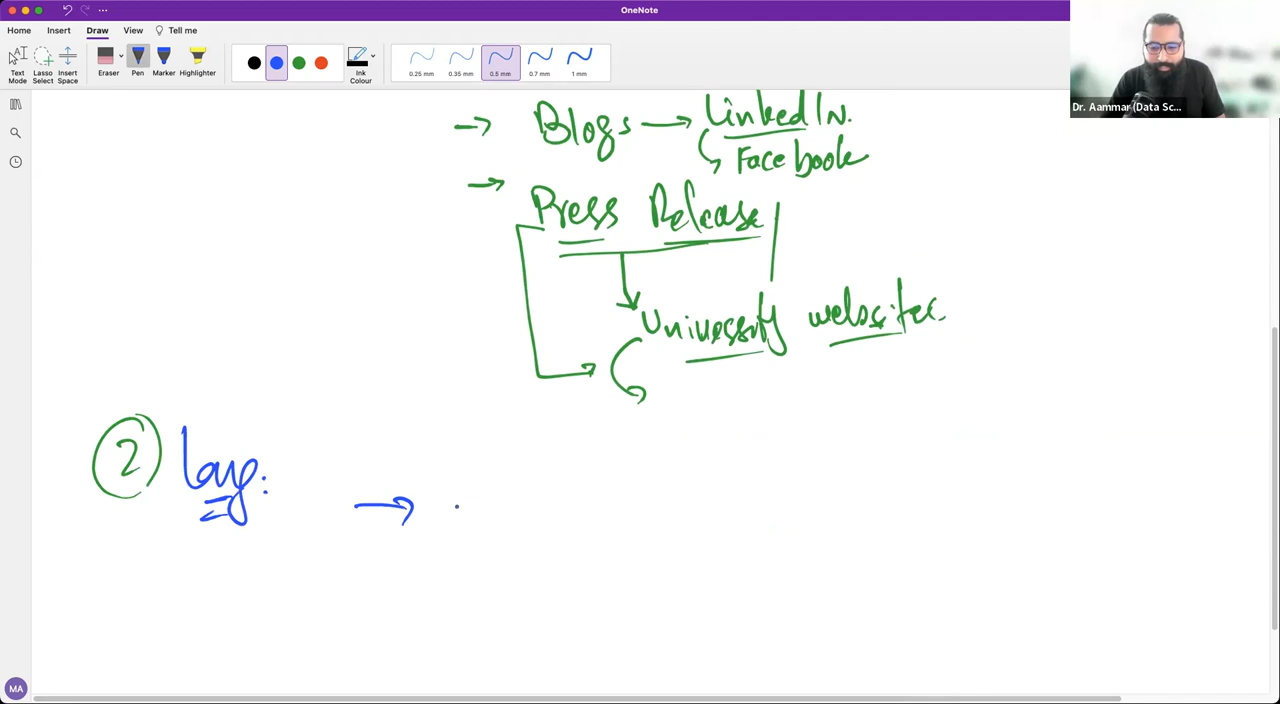 OneNote
Home Insert Draw View Tell me
Text Mode Lasso Select Insert Space Eraser Pen Marker Highlighter Ink Colour 0.25 mm 0.35 mm 0.5 mm 0.7 mm 1 mm
Dr. Aammar (Data Sc...
→ Blogs → LinkedIn.
Facebook
→ Press Release
University websites.
2
→
MA